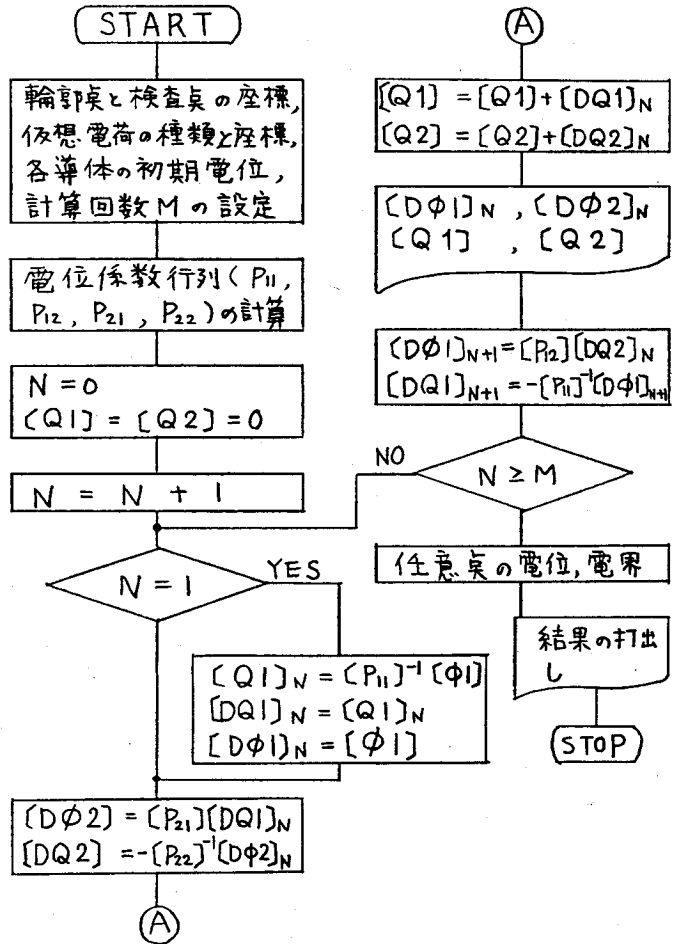 START
輪郭点と検査点の座標,
仮想電荷の種類と座標,
各導体の初期電位,
計算回数Mの設定
電位係数行列(P11,
P12, P21, P22)の計算
N=0
[Q1]=[Q2]=0
N = N + 1
N=1
YES
[Q1]N=[P11]-1[φ1]
[DQ1]N=[Q1]N
[Dφ1]N=[φ1]
[Dφ2]=[P21][DQ1]N
[DQ2]=-[P22]-1[Dφ2]N
A
A
[Q1]=[Q1]+[DQ1]N
[Q2]=[Q2]+[DQ2]N
[Dφ1]N, [Dφ2]N
[Q1], [Q2]
[Dφ1]N+1=[P12][DQ2]N
[DQ1]N+1=-[P11]-1[Dφ1]N+1
NO
N≥M
任意点の電位,電界
結果の打出
し
STOP